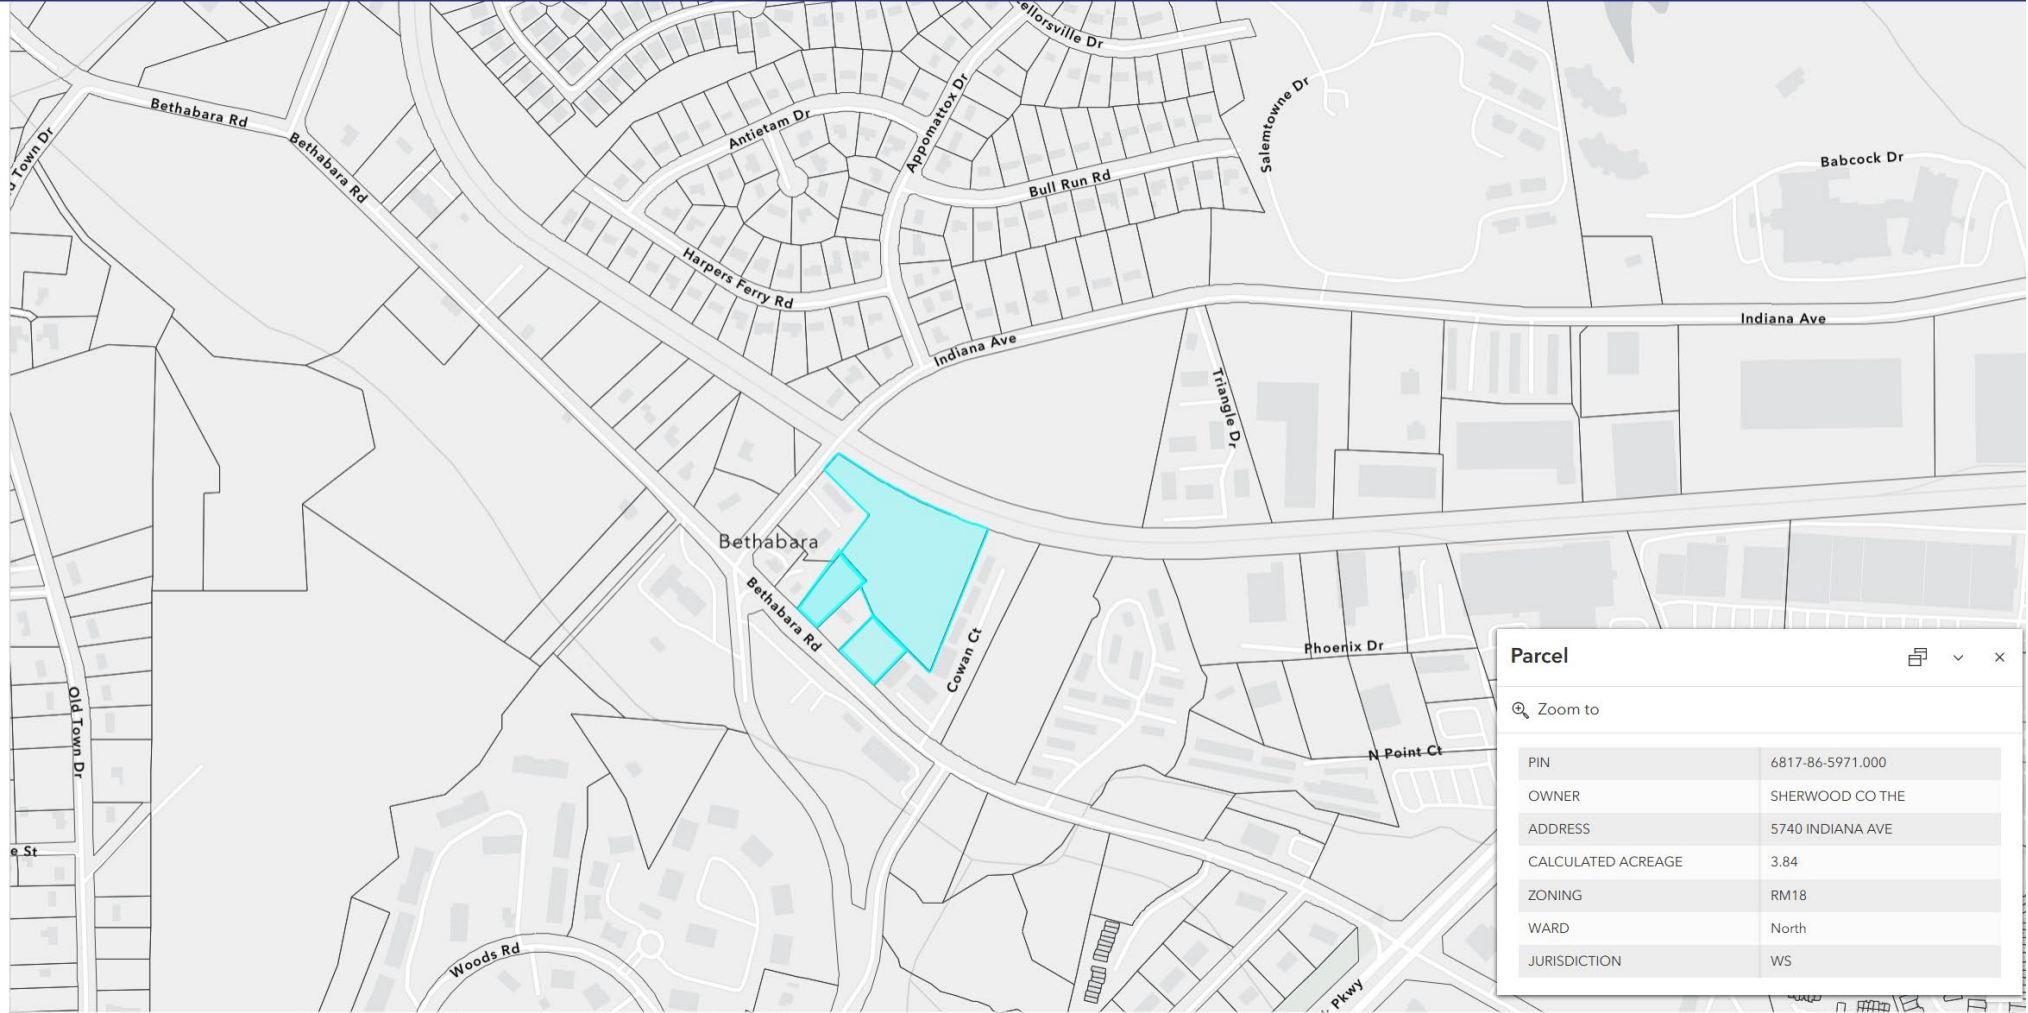 ellorsville Dr
Bethabara Rd
Antietam Dr
Appomattox Dr
Salemtowne Dr
Babcock Dr
Town Dr
Bethabara Rd
Bull Run Rd
Harpers Ferry Rd
Indiana Ave
Indiana Ave
Triangle Dr
Bethabara
Bethabara Rd
Cowan Ct
Phoenix Dr
Old Town Dr
N Point Ct
e St
Woods Rd
Pkwy
Parcel
Zoom to
PIN 6817-86-5971.000
OWNER SHERWOOD CO THE
ADDRESS 5740 INDIANA AVE
CALCULATED ACREAGE 3.84
ZONING RM18
WARD North
JURISDICTION WS